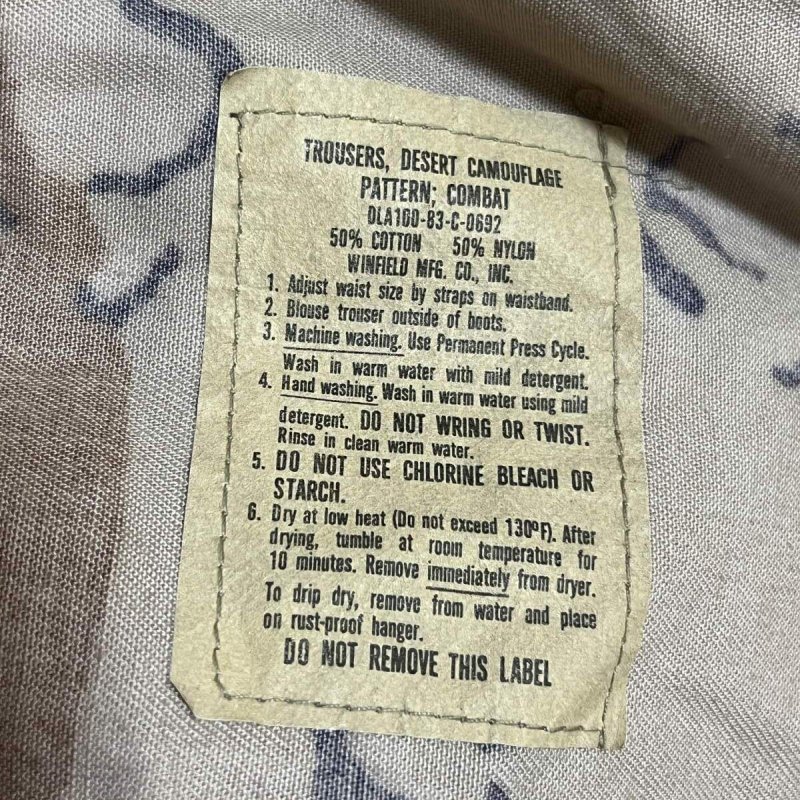 TROUSERS, DESERT CAMOUFLAGE
PATTERN; COMBAT
DLA100-83-C-0692
50% COTTON 50% NYLON
WINFIELD MFG. CO., INC.
1. Adjust waist size by straps on waistband.
2. Blouse trouser outside of boots.
3. Machine washing. Use Permanent Press Cycle.
Wash in warm water with mild detergent.
4. Hand washing. Wash in warm water using mild
detergent. DO NOT WRING OR TWIST.
Rinse in clean warm water.
5. DO NOT USE CHLORINE BLEACH OR
STARCH.
6. Dry at low heat (Do not exceed 130ºF). After
drying, tumble at room temperature for
10 minutes. Remove immediately from dryer.
To drip dry, remove from water and place
on rust-proof hanger.
DO NOT REMOVE THIS LABEL